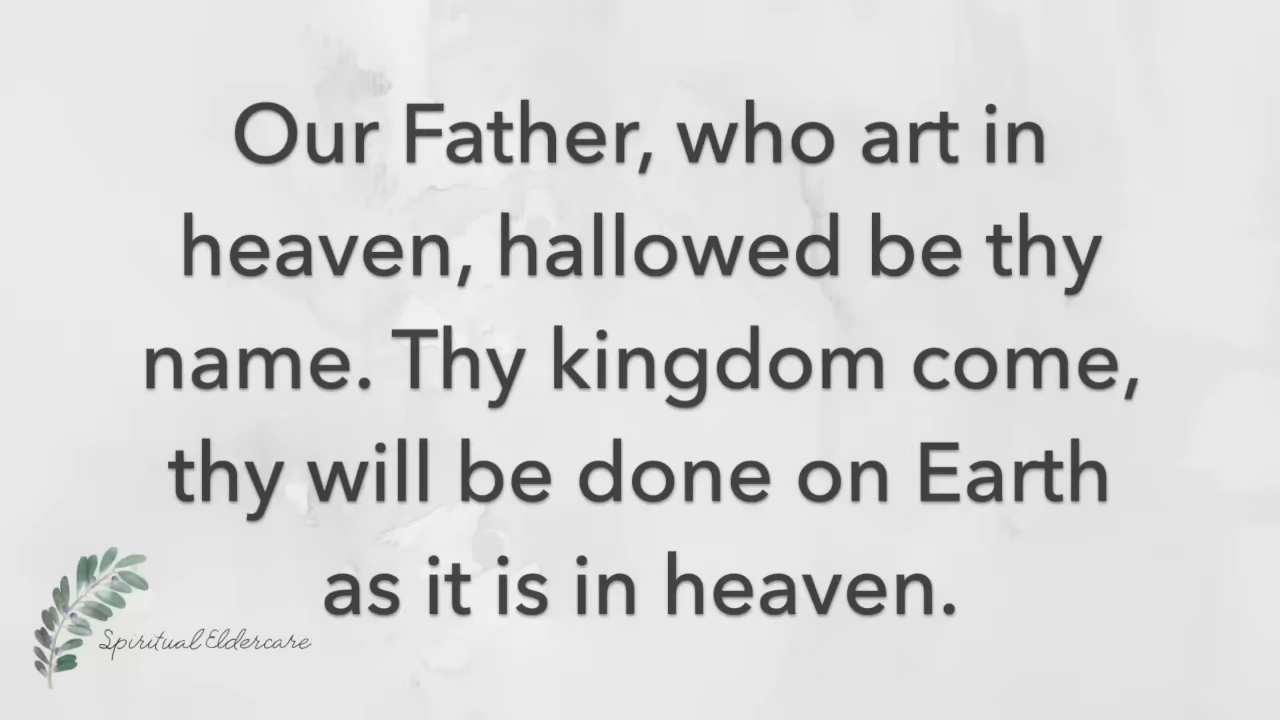 Our Father, who art in
heaven, hallowed be thy
name. Thy kingdom come,
thy will be done on Earth
as it is in heaven.
Spiritual Eldercare